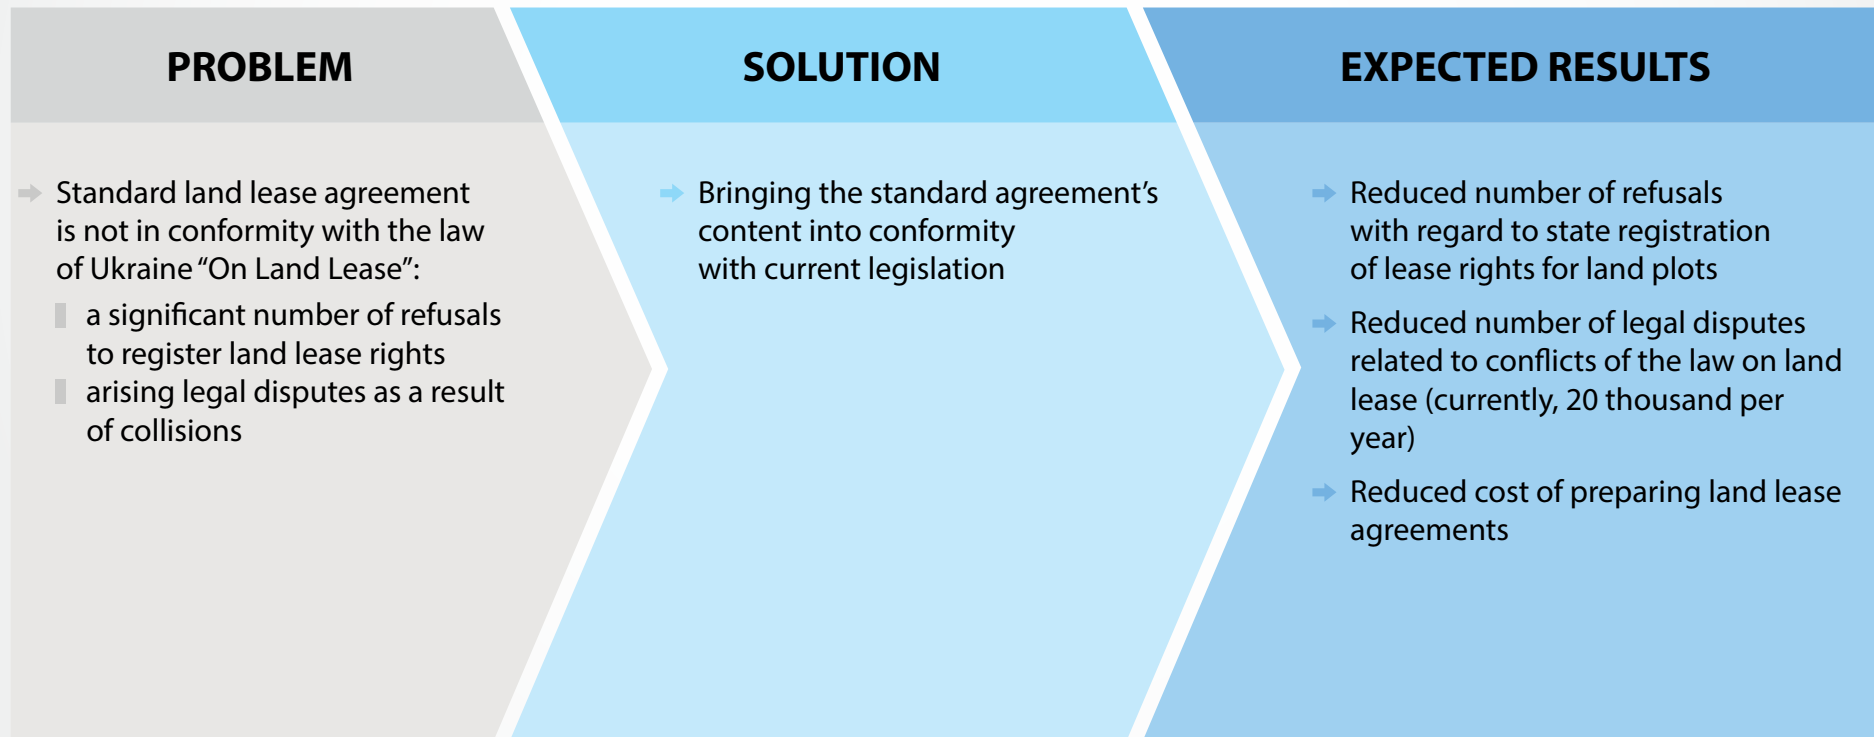 PROBLEM
Standard land lease agreement
is not in conformity with the law
of Ukraine “On Land Lease”:
a significant number of refusals
to register land lease rights
arising legal disputes as a result
of collisions
SOLUTION
Bringing the standard agreement’s
content into conformity
with current legislation
EXPECTED RESULTS
Reduced number of refusals
with regard to state registration
of lease rights for land plots
Reduced number of legal disputes
related to conflicts of the law on land
lease (currently, 20 thousand per
year)
Reduced cost of preparing land lease
agreements